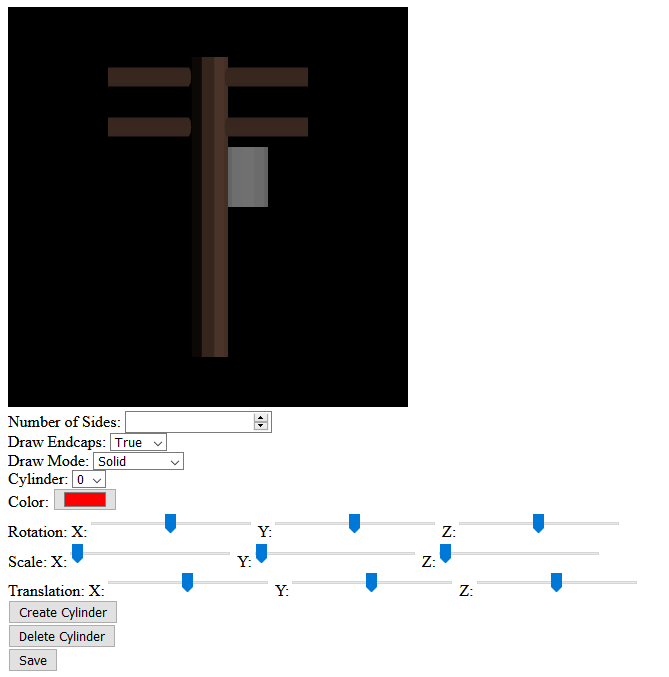 Number of Sides:
Draw Endcaps: True
Draw Mode: Solid
Cylinder: 0
Color:
Rotation: X: Y: Z:
Scale: X: Y: Z:
Translation: X: Y: Z:
Create Cylinder
Delete Cylinder
Save